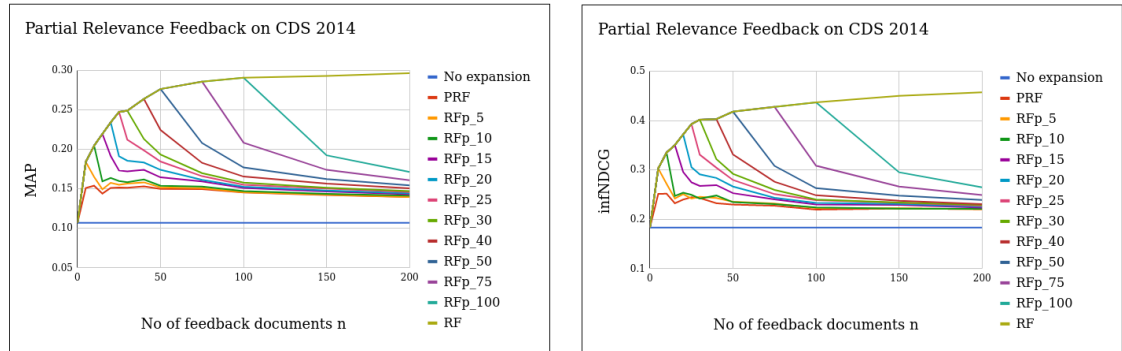 Partial Relevance Feedback on CDS 2014
MAP
0.30
0.25
0.20
0.15
0.10
0.05
0
50
100
150
200
No of feedback documents n
No expansion
PRF
RFp_5
RFp_10
RFp_15
RFp_20
RFp_25
RFp_30
RFp_40
RFp_50
RFp_75
RFp_100
RF
Partial Relevance Feedback on CDS 2014
infNDCG
0.5
0.4
0.3
0.2
0.1
0
50
100
150
200
No of feedback documents n
No expansion
PRF
RFp_5
RFp_10
RFp_15
RFp_20
RFp_25
RFp_30
RFp_40
RFp_50
RFp_75
RFp_100
RF